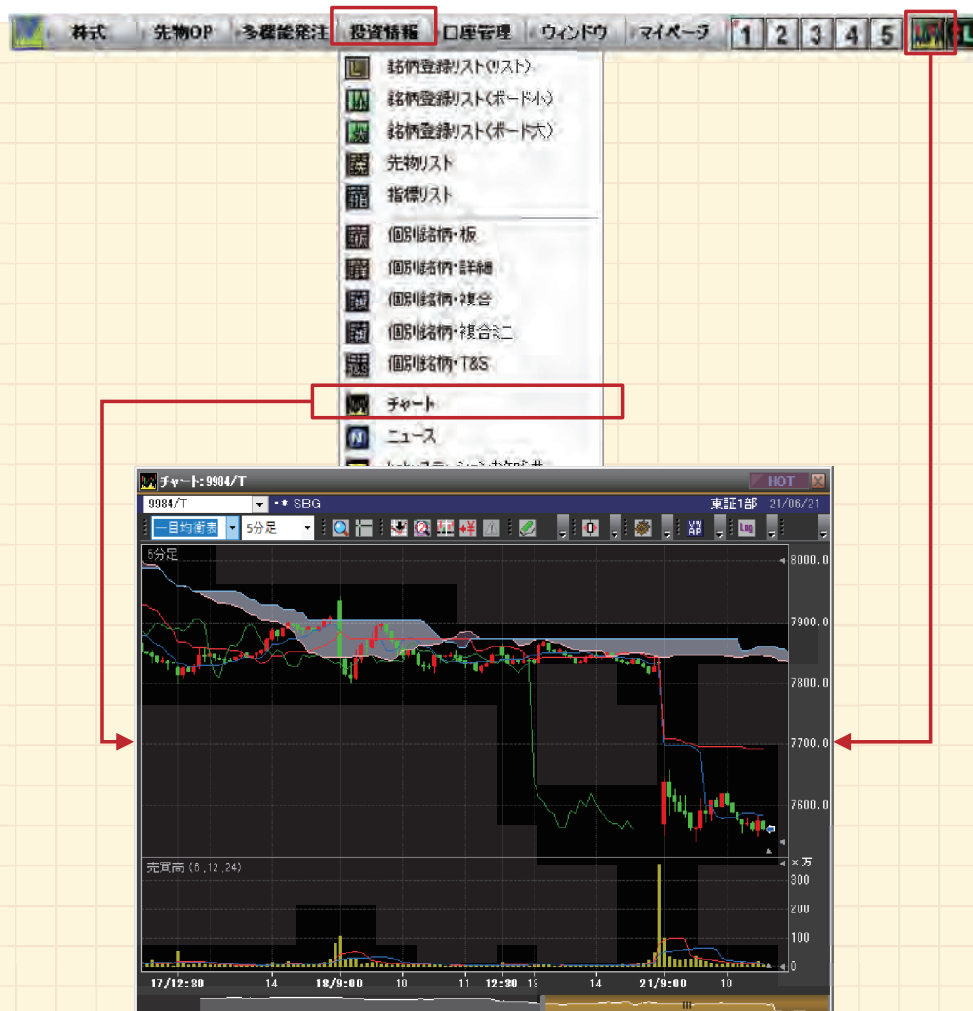 株式 先物OP 多機能発注 投資情報 口座管理 ウィンドウ マイページ 1 2 3 4 5
銘柄登録リスト(リスト)
銘柄登録リスト(ボード小)
銘柄登録リスト(ボード大)
先物リスト
指標リスト
個別銘柄・板
個別銘柄・詳細
個別銘柄・複合
個別銘柄・複合ミニ
個別銘柄・T&S
チャート
ニュース
チャート:9984/T HOT
9984/T SBG 東証1部 21/06/21
一目均衡表 5分足 VWAP Log
5分足
8000.0
7900.0
7800.0
7700.0
7600.0
売買高(6,12,24) ×万
300
200
100
0
17/12:30 14 18/9:00 10 11 12:30 13 14 21/9:00 10